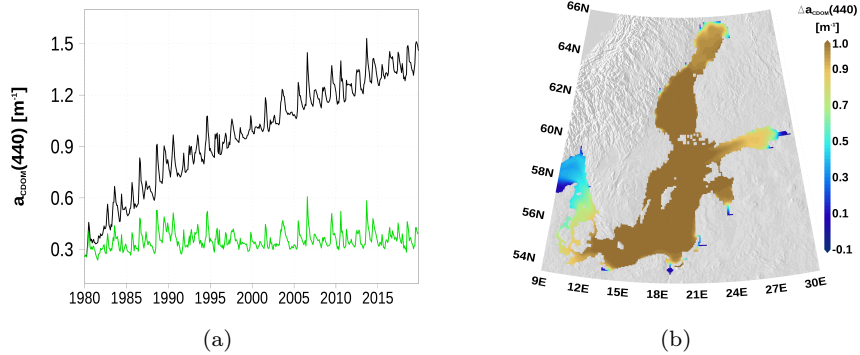 aCDOM(440) [m-1]
1.5
1.2
0.9
0.6
0.3
1980 1985 1990 1995 2000 2005 2010 2015
(a)
66N
64N
62N
60N
58N
56N
54N
9E 12E 15E 18E 21E 24E 27E 30E
ΔaCDOM(440)
[m-1]
1.0
0.9
0.7
0.5
0.3
0.1
-0.1
(b)